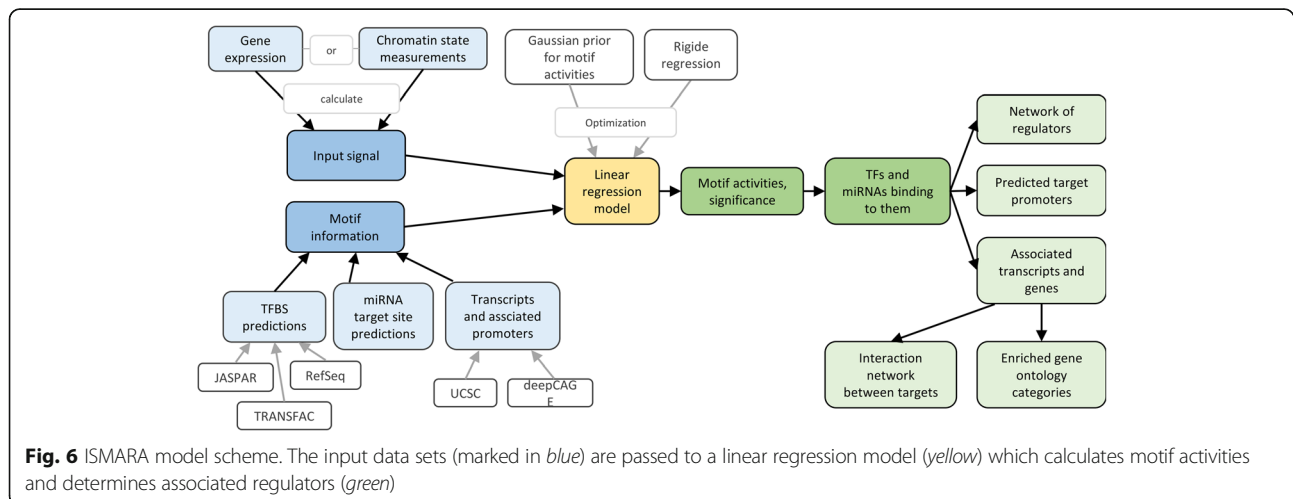 Gene
expression
or
Chromatin state
measurements
calculate
Input signal
Gaussian prior
for motif
activities
Rigide
regression
Optimization
Motif
information
Linear
regression
model
Motif activities,
significance
TFs and
miRNAs binding
to them
Network of
regulators
Predicted target
promoters
Associated
transcripts and
genes
Interaction
network
between targets
Enriched gene
ontology
categories
TFBS
predictions
miRNA
target site
predictions
Transcripts
and assciated
promoters
JASPAR
RefSeq
TRANSFAC
UCSC
deepCAG
E
Fig. 6 ISMARA model scheme. The input data sets (marked in blue) are passed to a linear regression model (yellow) which calculates motif activities
and determines associated regulators (green)